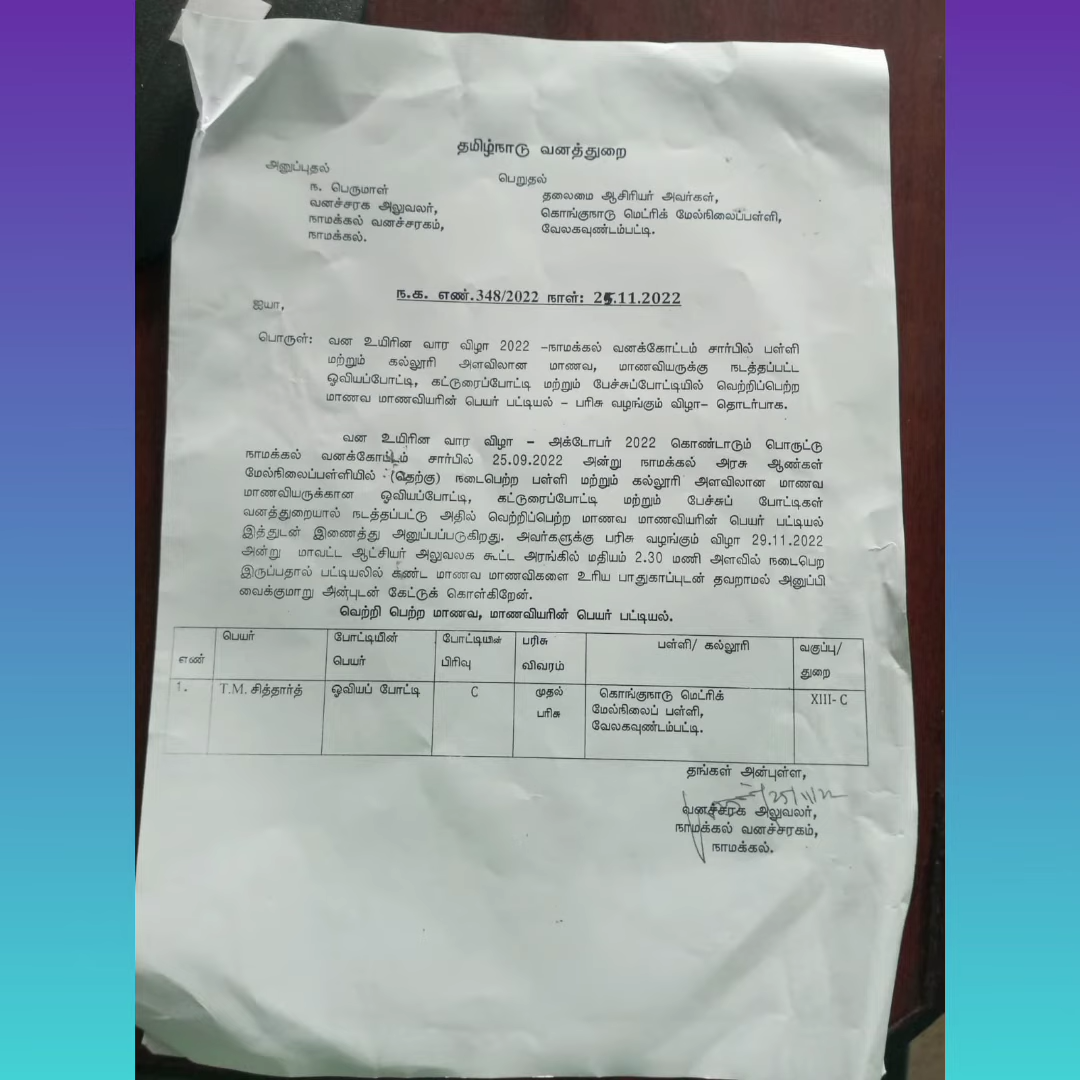 தமிழ்நாடு வனத்துறை
அனுப்புதல்
ந. பெருமாள்
வனச்சரக அலுவலர்,
நாமக்கல் வனச்சரகம்,
நாமக்கல்.
பெறுதல்
தலைமை ஆசிரியர் அவர்கள்,
கொங்குநாடு மெட்ரிக் மேல்நிலைப்பள்ளி,
வேலகவுண்டம்பட்டி.
ந.க. எண்.348/2022 நாள்: 25.11.2022
ஐயா,
பொருள்: வன உயிரின வார விழா 2022 –நாமக்கல் வனக்கோட்டம் சார்பில் பள்ளி
மற்றும் கல்லூரி அளவிலான மாணவ, மாணவியருக்கு நடத்தப்பட்ட
ஓவியப்போட்டி, கட்டுரைப்போட்டி மற்றும் பேச்சுப்போட்டியில் வெற்றிப்பெற்ற
மாணவ மாணவியரின் பெயர் பட்டியல் – பரிசு வழங்கும் விழா– தொடர்பாக.
வன உயிரின வார விழா – அக்டோபர் 2022 கொண்டாடும் பொருட்டு
நாமக்கல் வனக்கோட்டம் சார்பில் 25.09.2022 அன்று நாமக்கல் அரசு ஆண்கள்
மேல்நிலைப்பள்ளியில் (தெற்கு) நடைபெற்ற பள்ளி மற்றும் கல்லூரி அளவிலான மாணவ
மாணவியருக்கான ஓவியப்போட்டி, கட்டுரைப்போட்டி மற்றும் பேச்சுப் போட்டிகள்
வனத்துறையால் நடத்தப்பட்டு அதில் வெற்றிப்பெற்ற மாணவ மாணவியரின் பெயர் பட்டியல்
இத்துடன் இணைத்து அனுப்பப்படுகிறது. அவர்களுக்கு பரிசு வழங்கும் விழா 29.11.2022
அன்று மாவட்ட ஆட்சியர் அலுவலக கூட்ட அரங்கில் மதியம் 2.30 மணி அளவில் நடைபெற
இருப்பதால் பட்டியலில் கண்ட மாணவ மாணவிகளை உரிய பாதுகாப்புடன் தவறாமல் அனுப்பி
வைக்குமாறு அன்புடன் கேட்டுக் கொள்கிறேன்.
வெற்றி பெற்ற மாணவ, மாணவியரின் பெயர் பட்டியல்.
எண்
பெயர்
போட்டியின்
பெயர்
போட்டியின்
பிரிவு
பரிசு
விவரம்
பள்ளி/ கல்லூரி
வகுப்பு/
துறை
1.
T.M. சித்தார்த்
ஓவியப் போட்டி
C
முதல்
பரிசு
கொங்குநாடு மெட்ரிக்
மேல்நிலைப் பள்ளி,
வேலகவுண்டம்பட்டி.
XIII- C
தங்கள் அன்புள்ள,
25/11/22
வனச்சரக அலுவலர்,
நாமக்கல் வனச்சரகம்,
நாமக்கல்.